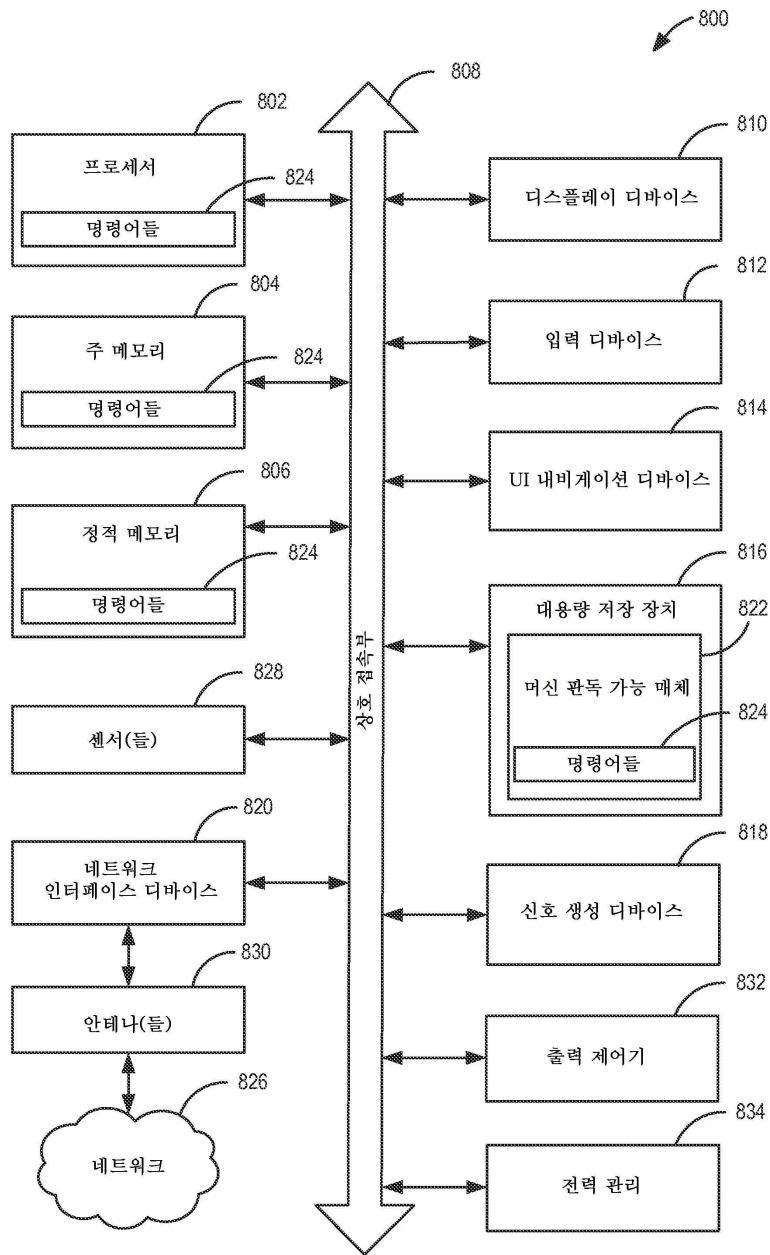 800
808
802
프로세서
824
명령어들
804
주 메모리
824
명령어들
806
정적 메모리
824
명령어들
828
센서(들)
820
네트워크
인터페이스 디바이스
830
안테나(들)
826
네트워크
상호 접속부
810
디스플레이 디바이스
812
입력 디바이스
814
UI 내비게이션 디바이스
816
대용량 저장 장치
822
머신 판독 가능 매체
824
명령어들
818
신호 생성 디바이스
832
출력 제어기
834
전력 관리